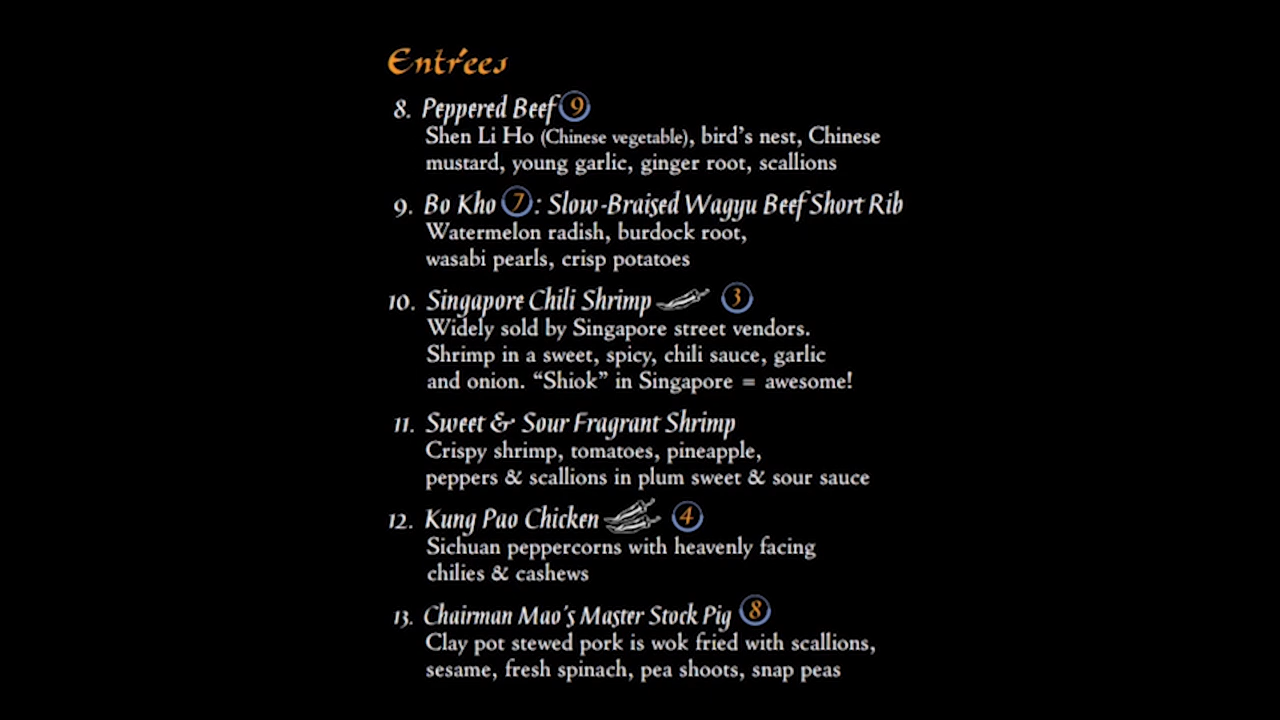 Entrées
8. Peppered Beef 9
Shen Li Ho (Chinese vegetable), bird's nest, Chinese
mustard, young garlic, ginger root, scallions
9. Bo Kho 7: Slow-Braised Wagyu Beef Short Rib
Watermelon radish, burdock root,
wasabi pearls, crisp potatoes
10. Singapore Chili Shrimp 3
Widely sold by Singapore street vendors.
Shrimp in a sweet, spicy, chili sauce, garlic
and onion. “Shiok” in Singapore = awesome!
11. Sweet & Sour Fragrant Shrimp
Crispy shrimp, tomatoes, pineapple,
peppers & scallions in plum sweet & sour sauce
12. Kung Pao Chicken 4
Sichuan peppercorns with heavenly facing
chilies & cashews
13. Chairman Mao's Master Stock Pig 8
Clay pot stewed pork is wok fried with scallions,
sesame, fresh spinach, pea shoots, snap peas